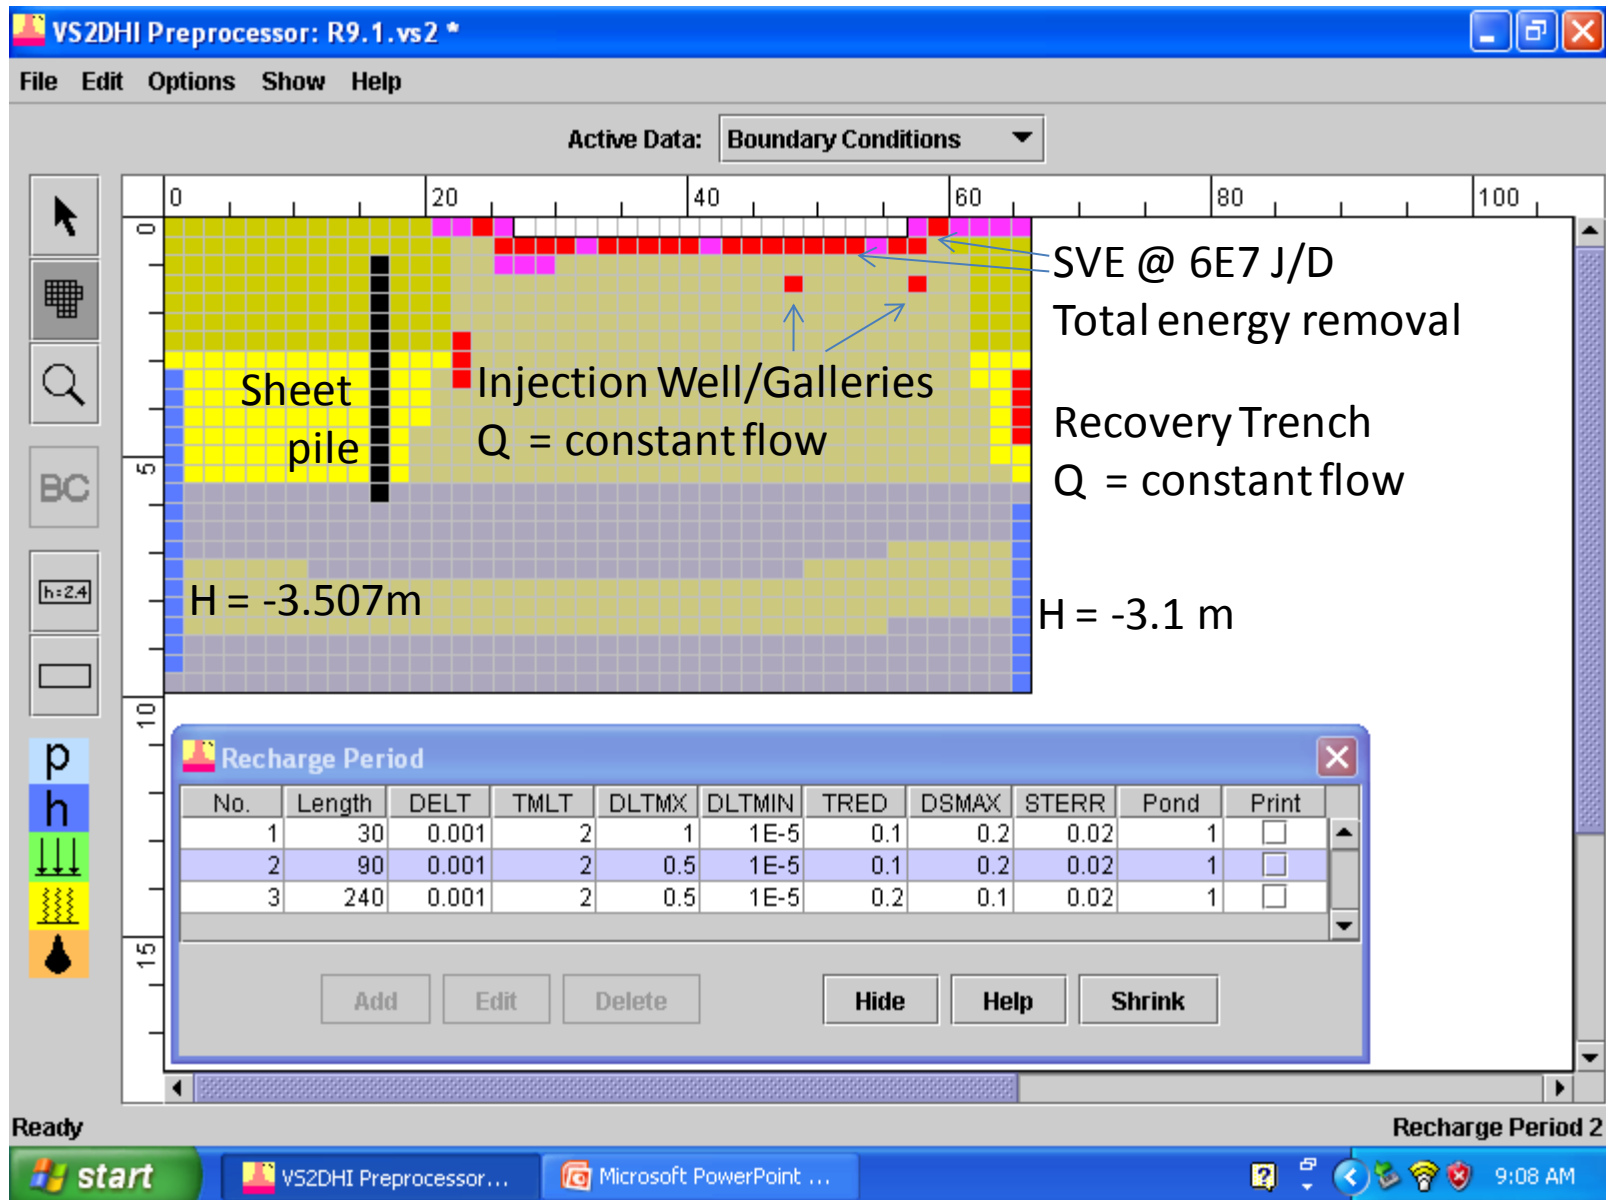 VS2DHI Preprocessor: R9.1.vs2 *
File Edit Options Show Help
Active Data: Boundary Conditions
0 20 40 60 80 100
0
5
10
15
BC
h=2.4
p
h
SVE @ 6E7 J/D
Total energy removal
Sheet
pile
Injection Well/Galleries
Q = constant flow
Recovery Trench
Q = constant flow
H = -3.507m
H = -3.1 m
Recharge Period
No. Length DELT TMLT DLTMX DLTMIN TRED DSMAX STERR Pond Print
1 30 0.001 2 1 1E-5 0.1 0.2 0.02 1
2 90 0.001 2 0.5 1E-5 0.1 0.2 0.02 1
3 240 0.001 2 0.5 1E-5 0.2 0.1 0.02 1
Add Edit Delete Hide Help Shrink
Ready
Recharge Period 2
start VS2DHI Preprocessor... Microsoft PowerPoint ... 9:08 AM